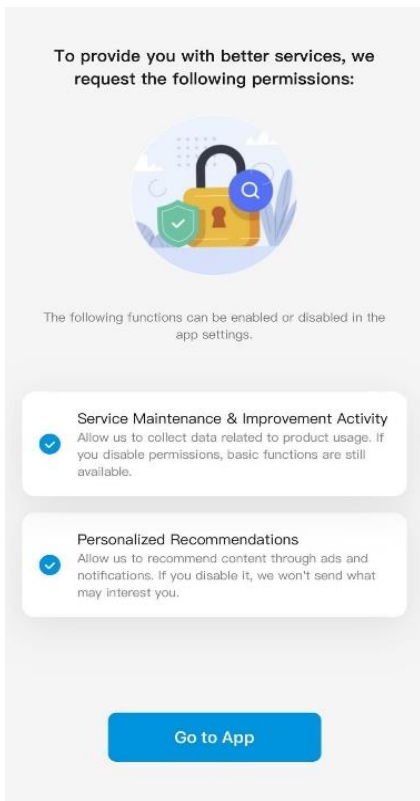 To provide you with better services, we
request the following permissions:
The following functions can be enabled or disabled in the
app settings.
Service Maintenance & Improvement Activity
Allow us to collect data related to product usage. If
you disable permissions, basic functions are still
available.
Personalized Recommendations
Allow us to recommend content through ads and
notifications. If you disable it, we won't send what
may interest you.
Go to App